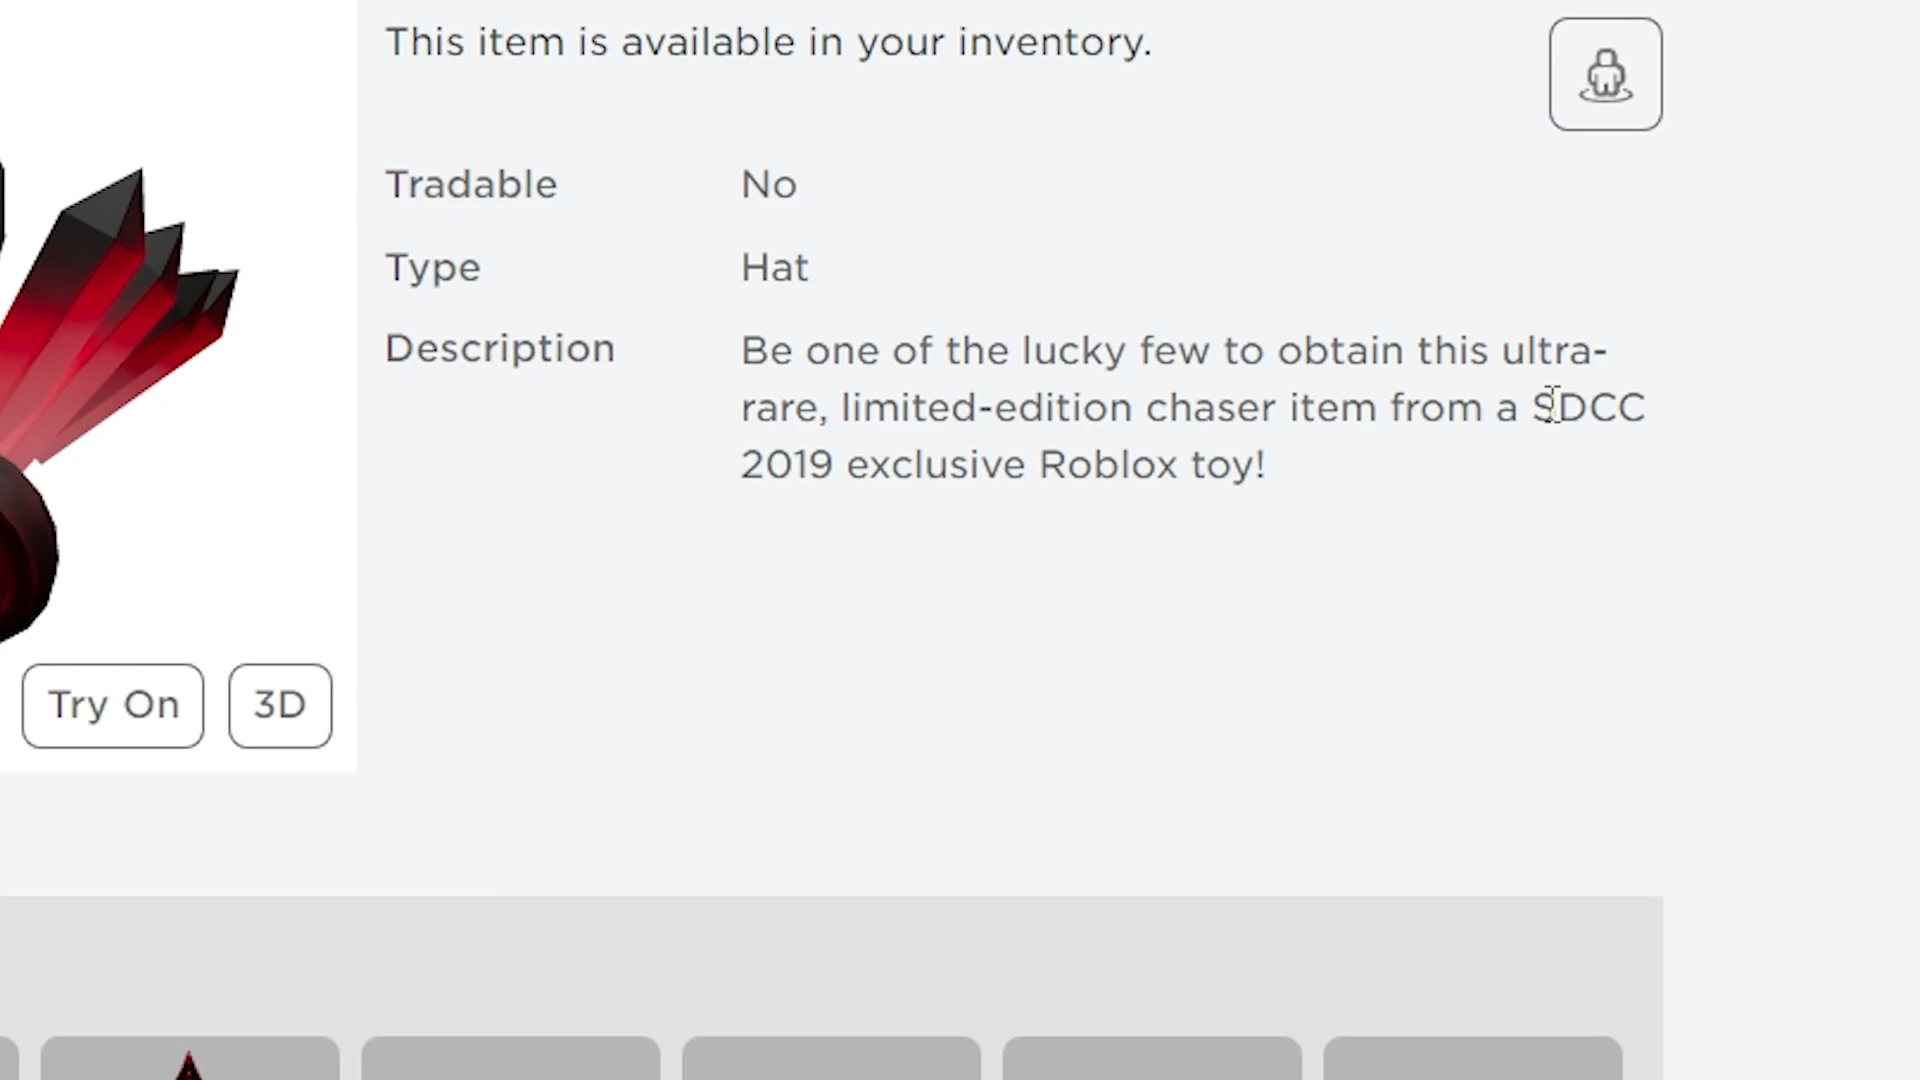 This item is available in your inventory.
Tradable No
Type Hat
Description Be one of the lucky few to obtain this ultra-
rare, limited-edition chaser item from a SDCC
2019 exclusive Roblox toy!
Try On 3D